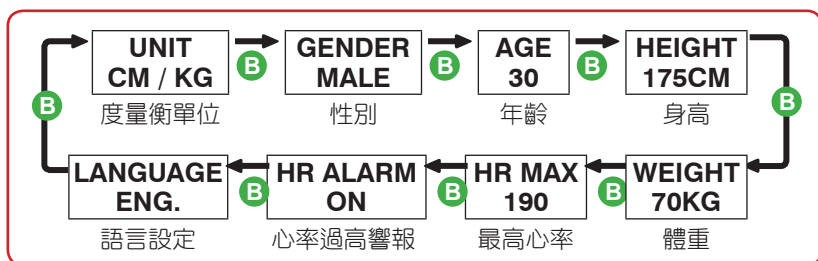 UNIT
CM / KG
度量衡單位
B
GENDER
MALE
性別
B
AGE
30
年齡
B
HEIGHT
175CM
身高
B
WEIGHT
70KG
體重
B
HR MAX
190
最高心率
B
HR ALARM
ON
心率過高響報
B
LANGUAGE
ENG.
語言設定
B